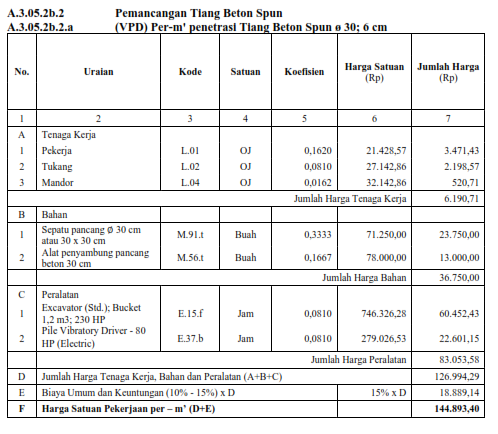 A.3.05.2b.2 Pemancangan Tiang Beton Spun
A.3.05.2b.2.a (VPD) Per-m' penetrasi Tiang Beton Spun ø 30; 6 cm
No. Uraian Kode Satuan Koefisien Harga Satuan (Rp) Jumlah Harga (Rp)
1 2 3 4 5 6 7
A Tenaga Kerja
1 Pekerja L.01 OJ 0,1620 21.428,57 3.471,43
2 Tukang L.02 OJ 0,0810 27.142,86 2.198,57
3 Mandor L.04 OJ 0,0162 32.142,86 520,71
Jumlah Harga Tenaga Kerja 6.190,71
B Bahan
1 Sepatu pancang Ø 30 cm atau 30 x 30 cm M.91.t Buah 0,3333 71.250,00 23.750,00
2 Alat penyambung pancang beton 30 cm M.56.t Buah 0,1667 78.000,00 13.000,00
Jumlah Harga Bahan 36.750,00
C Peralatan
1 Excavator (Std.); Bucket 1,2 m3; 230 HP E.15.f Jam 0,0810 746.326,28 60.452,43
2 Pile Vibratory Driver - 80 HP (Electric) E.37.b Jam 0,0810 279.026,53 22.601,15
Jumlah Harga Peralatan 83.053,58
D Jumlah Harga Tenaga Kerja, Bahan dan Peralatan (A+B+C) 126.994,29
E Biaya Umum dan Keuntungan (10% - 15%) x D 15% x D 18.889,14
F Harga Satuan Pekerjaan per – m' (D+E) 144.893,40